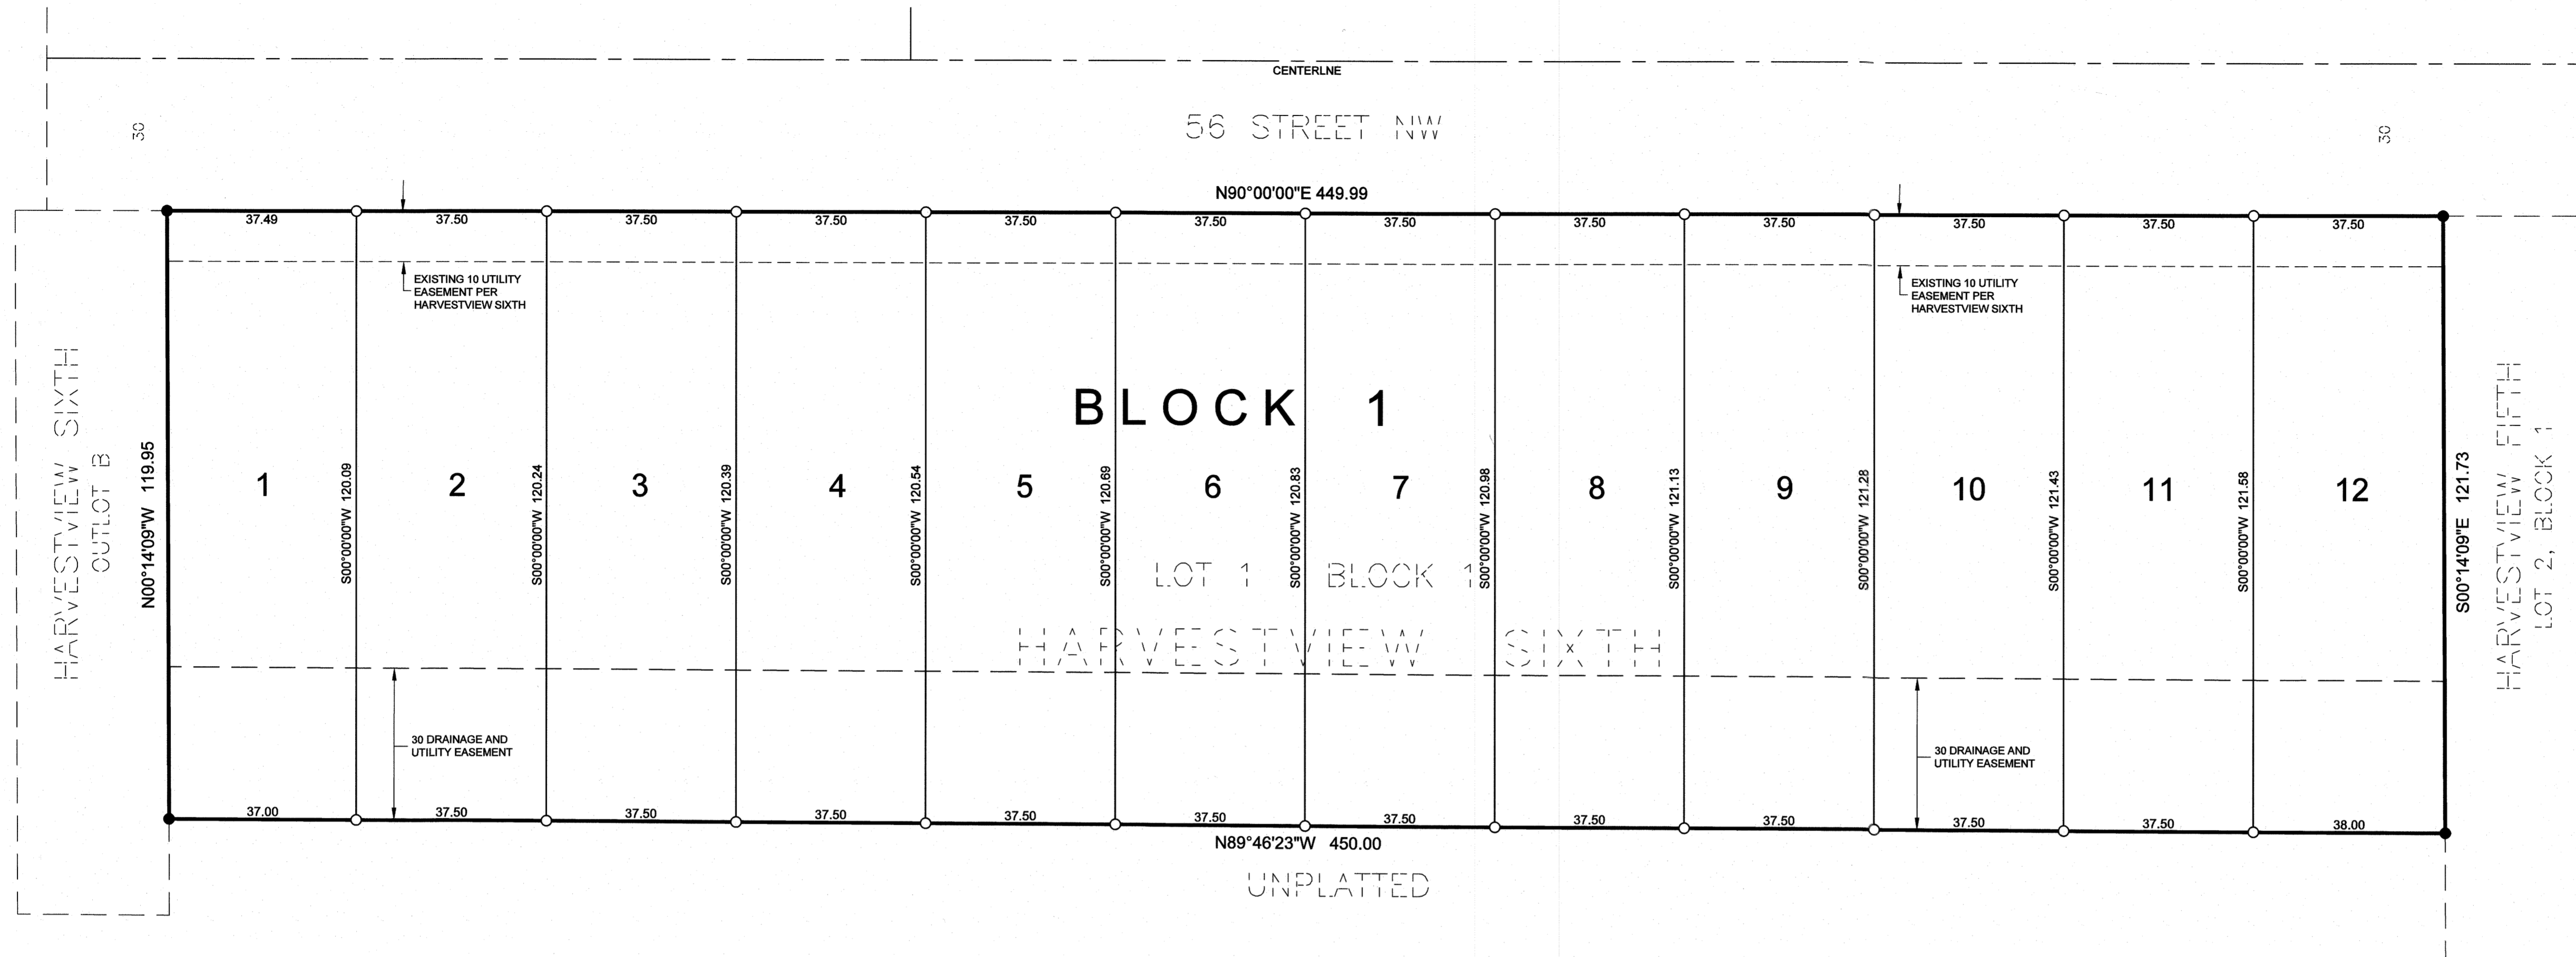 CENTERLNE
56 STREET NW
30
30
N90°00'00"E 449.99
37.49
37.50
37.50
37.50
37.50
37.50
37.50
37.50
37.50
37.50
37.50
37.50
EXISTING 10 UTILITY
EASEMENT PER
HARVESTVIEW SIXTH
EXISTING 10 UTILITY
EASEMENT PER
HARVESTVIEW SIXTH
HARVESTVIEW SIXTH
OUTLOT B
N00°14'09"W 119.95
BLOCK 1
1
S00°00'00"W 120.09
2
S00°00'00"W 120.24
3
S00°00'00"W 120.39
4
S00°00'00"W 120.54
5
S00°00'00"W 120.69
6
S00°00'00"W 120.83
7
S00°00'00"W 120.98
8
S00°00'00"W 121.13
9
S00°00'00"W 121.28
10
S00°00'00"W 121.43
11
S00°00'00"W 121.58
12
S00°14'09"E 121.73
HARVESTVIEW FIFTH
LOT 2, BLOCK 1
LOT 1 BLOCK 1
HARVESTVIEW SIXTH
30 DRAINAGE AND
UTILITY EASEMENT
30 DRAINAGE AND
UTILITY EASEMENT
37.00
37.50
37.50
37.50
37.50
37.50
37.50
37.50
37.50
37.50
37.50
38.00
N89°46'23"W 450.00
UNPLATTED